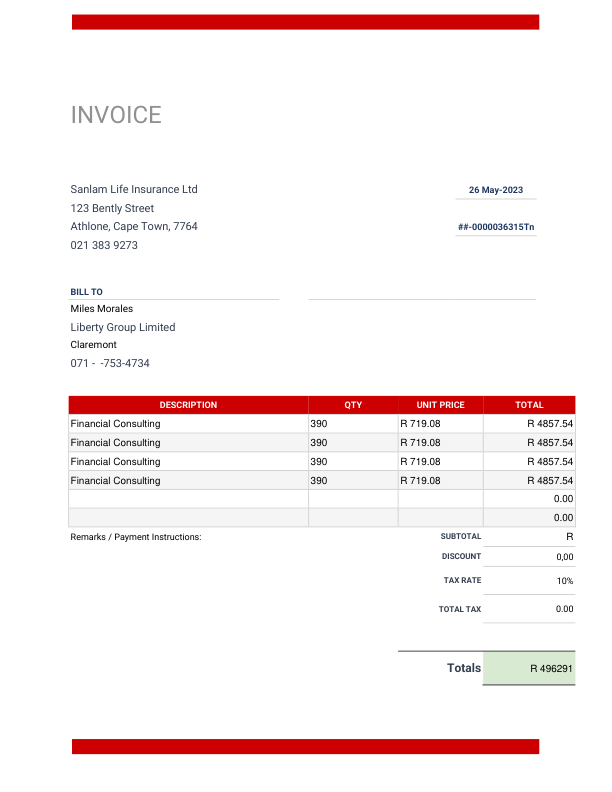 INVOICE
Sanlam Life Insurance Ltd
26 May-2023
123 Bently Street
Athlone, Cape Town, 7764
##-0000036315Tn
021 383 9273
BILL TO
Miles Morales
Liberty Group Limited
Claremont
071 - -753-4734
DESCRIPTION QTY UNIT PRICE TOTAL
Financial Consulting 390 R 719.08 R 4857.54
Financial Consulting 390 R 719.08 R 4857.54
Financial Consulting 390 R 719.08 R 4857.54
Financial Consulting 390 R 719.08 R 4857.54
0.00
0.00
Remarks / Payment Instructions: SUBTOTAL R
DISCOUNT 0,00
TAX RATE 10%
TOTAL TAX 0.00
Totals R 496291